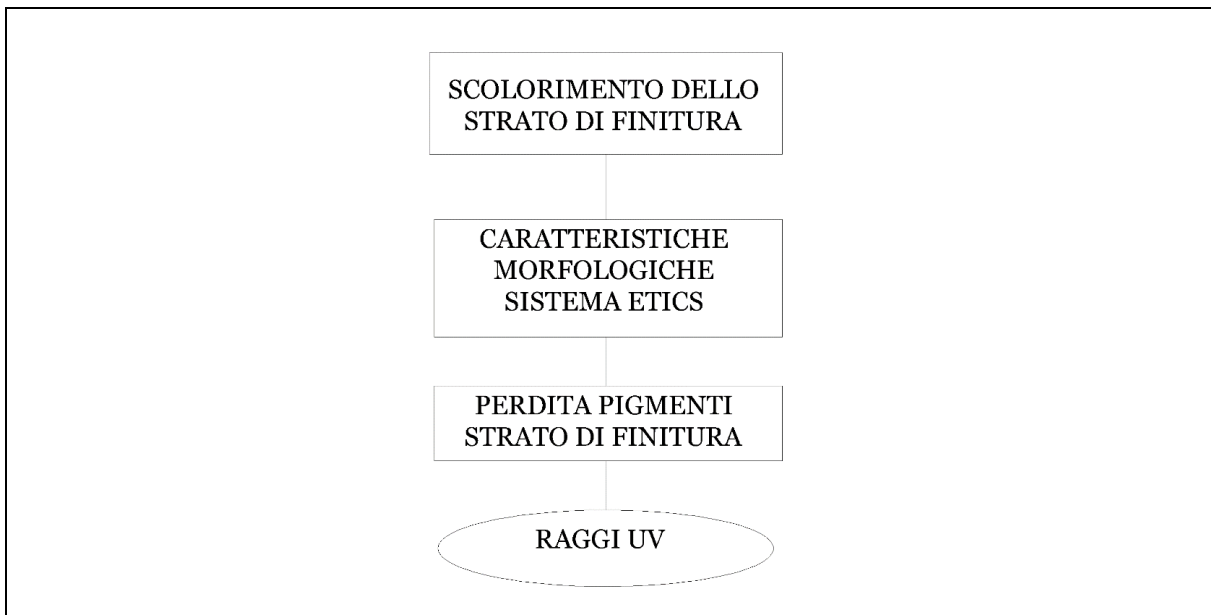 SCOLORIMENTO DELLO
STRATO DI FINITURA
CARATTERISTICHE
MORFOLOGICHE
SISTEMA ETICS
PERDITA PIGMENTI
STRATO DI FINITURA
RAGGI UV